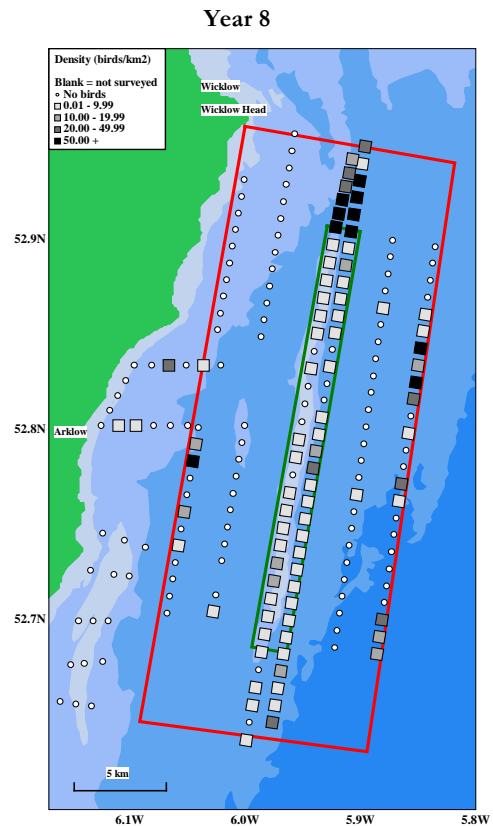 Year 8
Density (birds/km2)
Blank = not surveyed
No birds
0.01 - 9.99
10.00 - 19.99
20.00 - 49.99
50.00 +
Wicklow
Wicklow Head
52.9N
52.8N
Arklow
52.7N
5 km
6.1W 6.0W 5.9W 5.8W